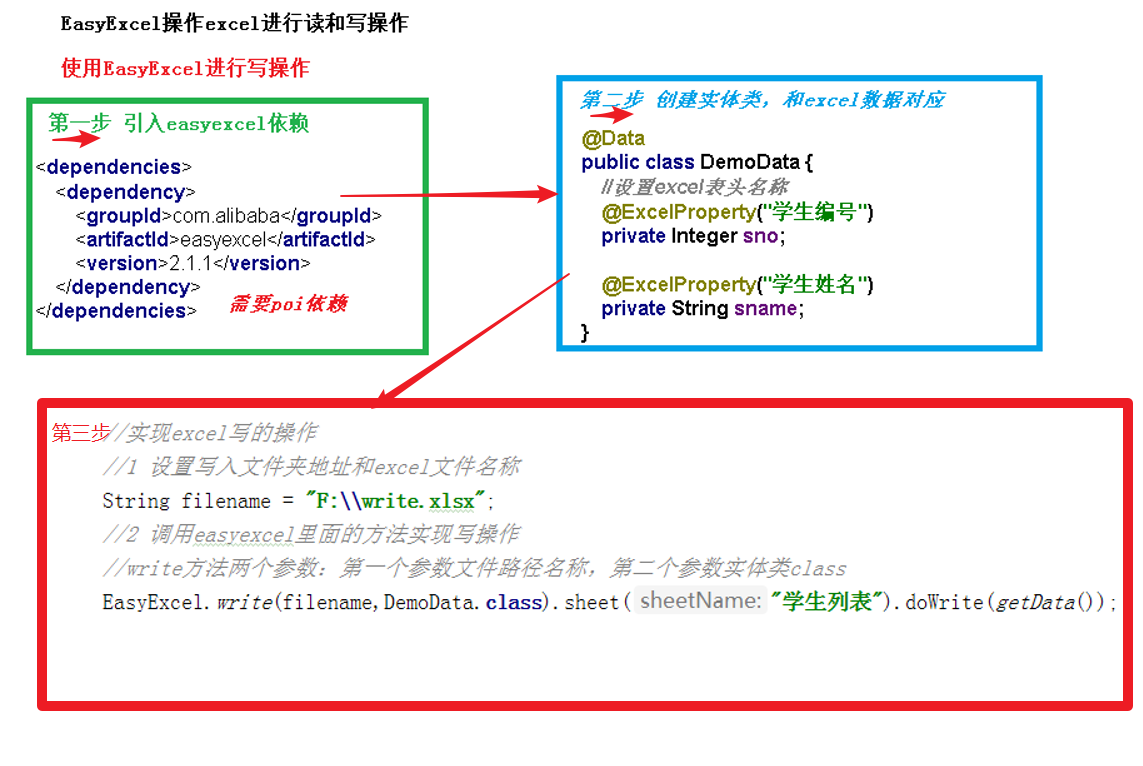 EasyExcel操作excel进行读和写操作
使用EasyExcel进行写操作
第一步 引入easyexcel依赖
<dependencies>
<dependency>
<groupId>com.alibaba</groupId>
<artifactId>easyexcel</artifactId>
<version>2.1.1</version>
</dependency>
</dependencies>
需要poi依赖
第二步 创建实体类，和excel数据对应
@Data
public class DemoData {
//设置excel表头名称
@ExcelProperty("学生编号")
private Integer sno;
@ExcelProperty("学生姓名")
private String sname;
}
第三步//实现excel写的操作
//1 设置写入文件夹地址和excel文件名称
String filename = "F:\\write.xlsx";
//2 调用easyexcel里面的方法实现写操作
//write方法两个参数：第一个参数文件路径名称，第二个参数实体类class
EasyExcel.write(filename,DemoData.class).sheet( sheetName: "学生列表").doWrite(getData());